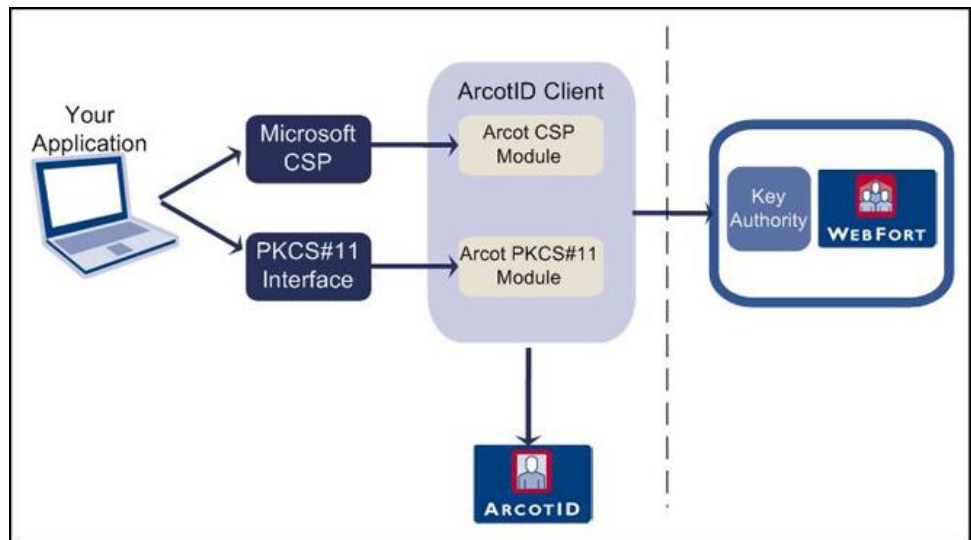 Your
Application
Microsoft
CSP
PKCS#11
Interface
ArcotID Client
Arcot CSP
Module
Arcot PKCS#11
Module
ARCOTID
Key
Authority
WEBFORT